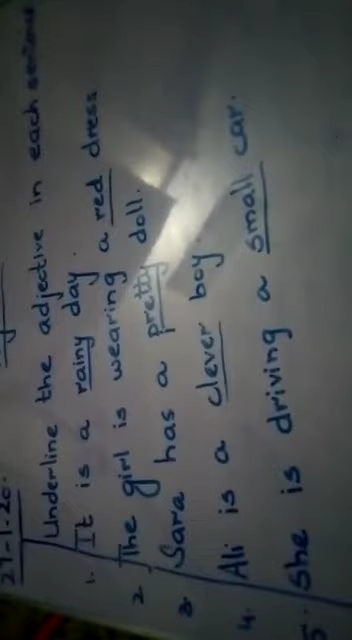 27-1-20.
Underline the adjective in each sentence
1. It is a rainy day.
2. The girl is wearing a red dress
3. Sara has a pretty doll.
4. Ali is a clever boy.
5. She is driving a small car.